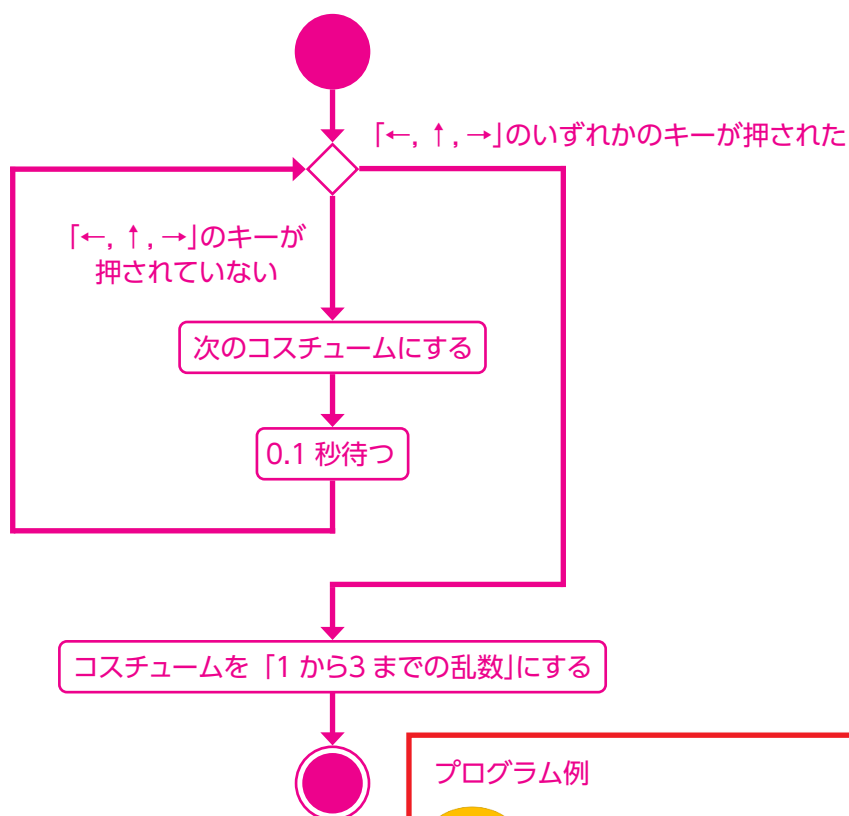 「←, ↑, →」のいずれかのキーが押された
「←, ↑, →」のキーが
押されていない
次のコスチュームにする
0.1 秒待つ
コスチュームを「1 から3 までの乱数」にする
プログラム例